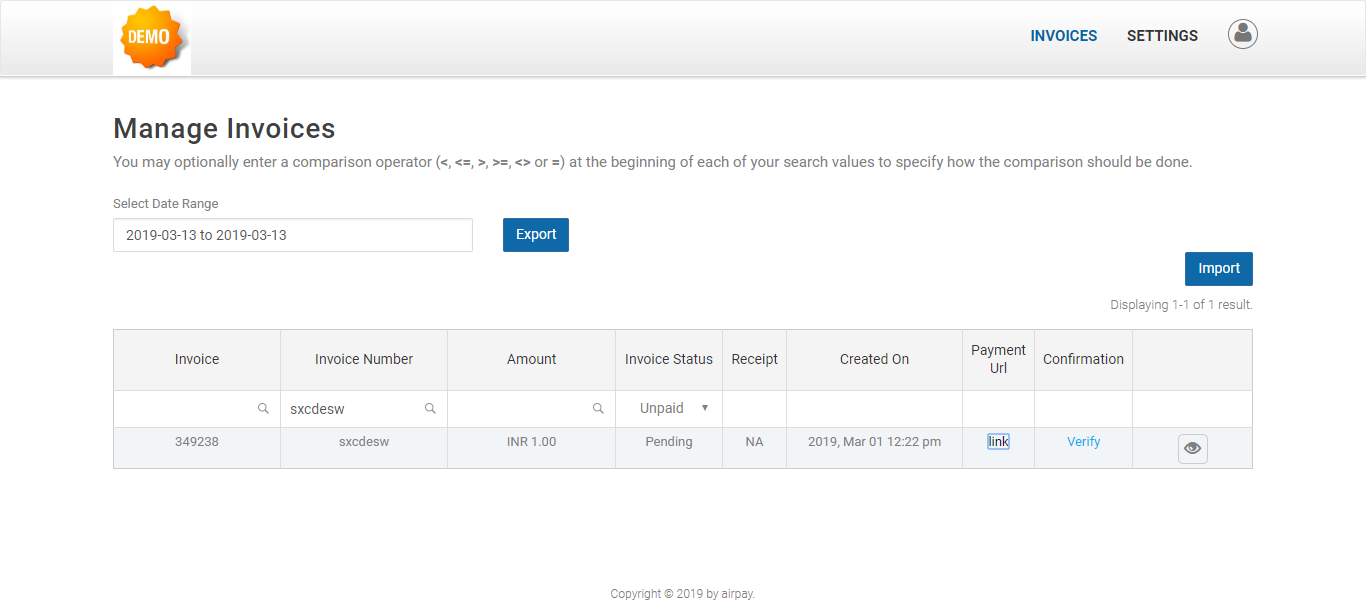 DEMO
INVOICES SETTINGS
Manage Invoices
You may optionally enter a comparison operator (<, <=, >, >=, <> or =) at the beginning of each of your search values to specify how the comparison should be done.
Select Date Range
2019-03-13 to 2019-03-13 Export
Import
Displaying 1-1 of 1 result.
Invoice Invoice Number Amount Invoice Status Receipt Created On Payment Url Confirmation
sxcdesw Unpaid
349238 sxcdesw INR 1.00 Pending NA 2019, Mar 01 12:22 pm link Verify
Copyright © 2019 by airpay.